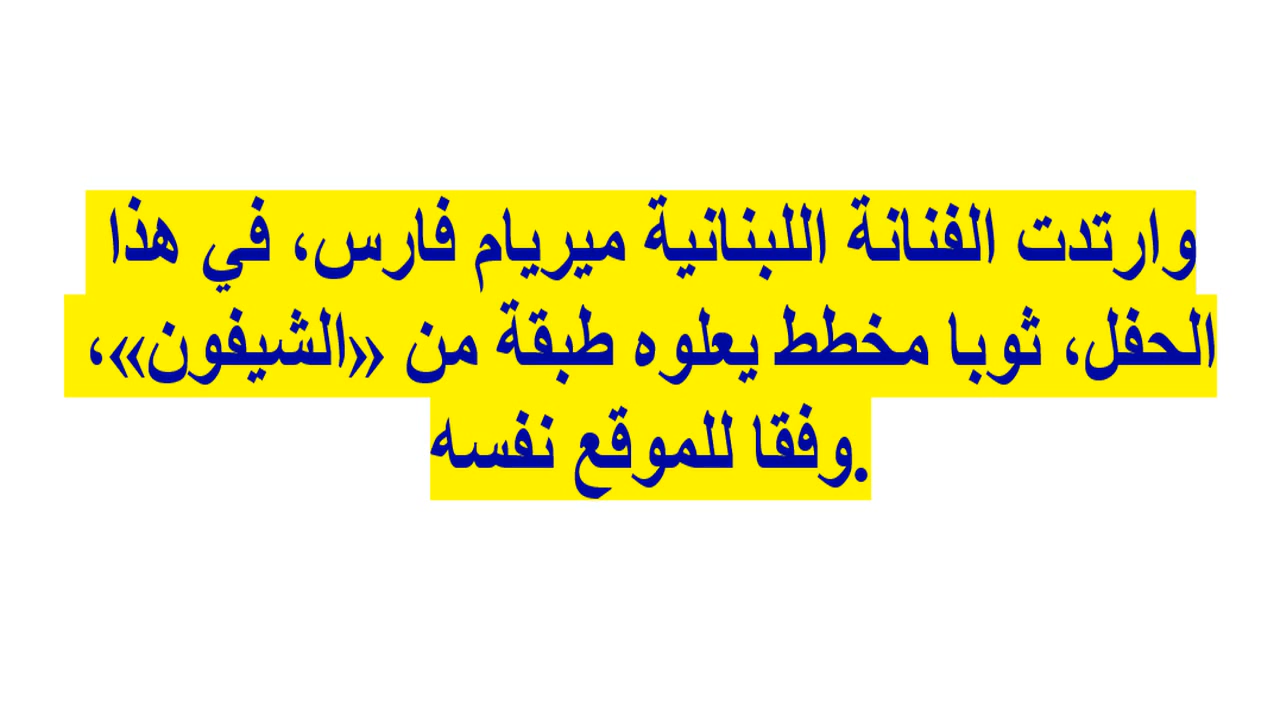 وارتدت الفنانة اللبنانية ميريام فارس، في هذا
الحفل، ثوبا مخطط يعلوه طبقة من «الشيفون»،
وفقا للموقع نفسه.